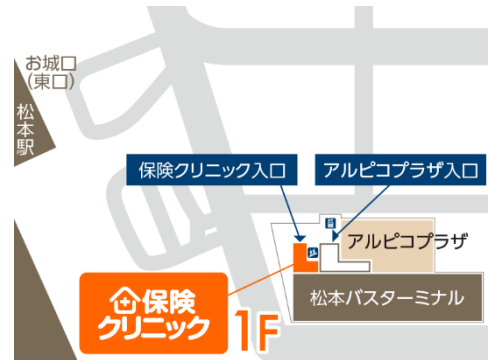 お城口
(東口)
松本駅
保険クリニック入口
アルピコプラザ入口
アルピコプラザ
松本バスターミナル
保険
クリニック
1F